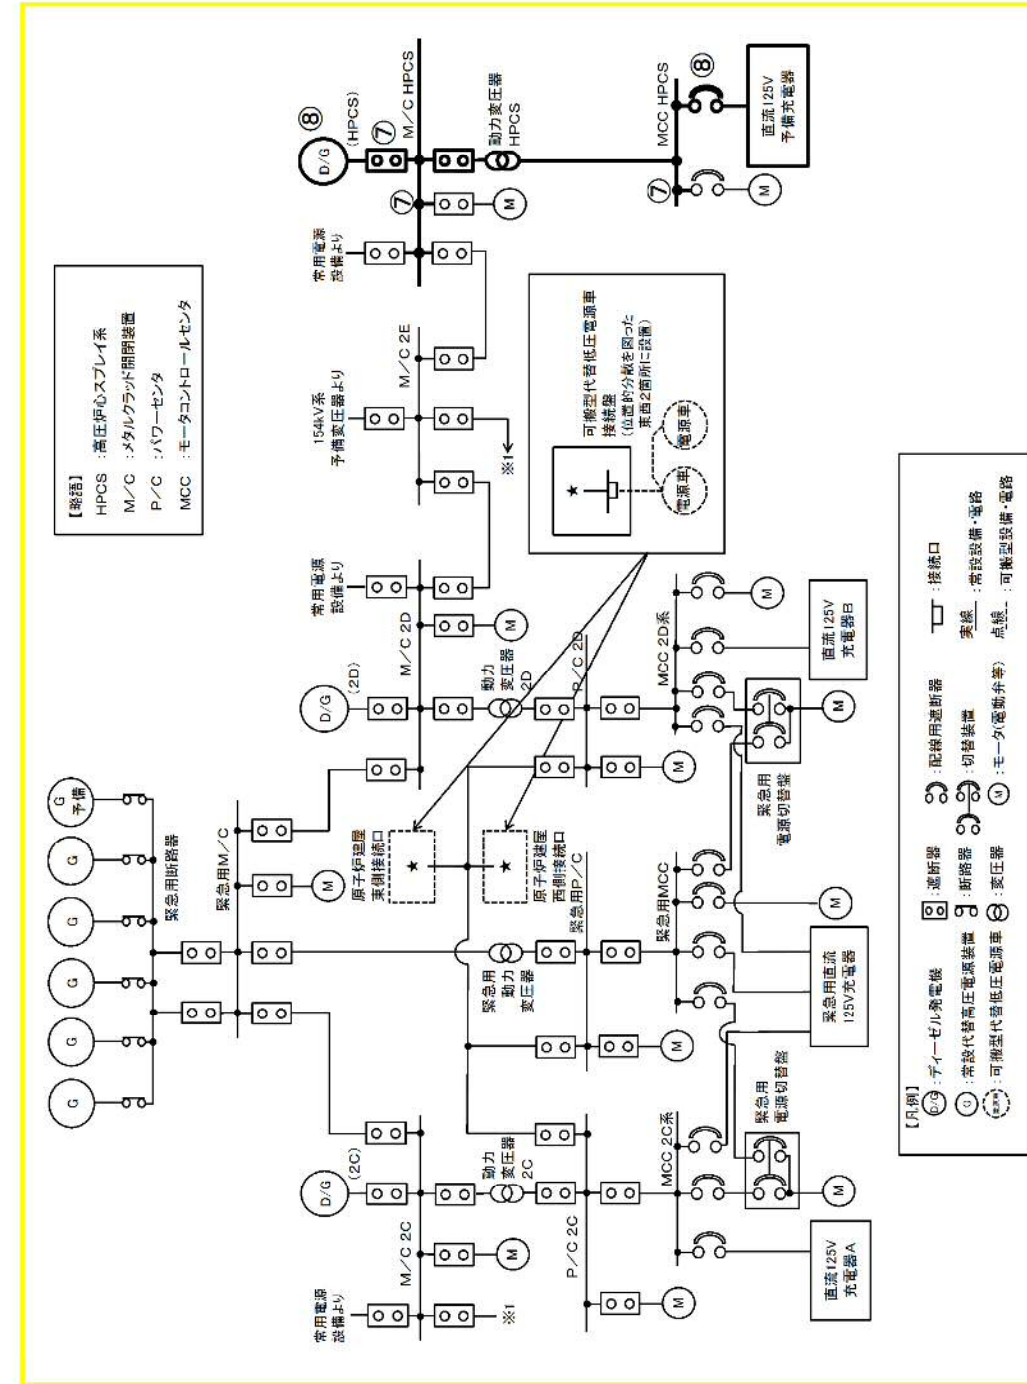 【略語】
HPCS :高圧炉心スプレイ系
M/C :メタルクラッド開閉装置
P/C :パワーセンタ
MCC :モータコントロールセンタ
G
G
G
G
G
G
予備
緊急用断路器
緊急用M/C
M
常用電源
設備より
D/G
(2C)
M/C 2C
※1
M
動力
変圧器
2C
P/C 2C
M
MCC 2C系
直流125V
充電器A
緊急用
電源切替盤
M
緊急用
動力
変圧器
緊急用P/C
M
緊急用MCC
M
緊急用直流
125V充電器
原子炉建屋
東側接続口
★
原子炉建屋
西側接続口
★
D/G
(2D)
常用電源
設備より
M/C 2D
M
動力
変圧器
2D
P/C 2D
M
MCC 2D系
M
緊急用
電源切替盤
M
直流125V
充電器B
154kV系
予備変圧器より
M/C 2E
※1
可搬型代替低圧電源車
接続盤
(位置的分散を図った
東西2箇所に設置)
★
電源車
電源車
常用電源
設備より
D/G
⑧
(HPCS)
⑦
M/C HPCS
⑦
M
動力変圧器
HPCS
MCC HPCS
⑦
⑧
M
直流125V
予備充電器
【凡例】
D/G :ディーゼル発電機
G :常設代替高圧電源装置
電源車 :可搬型代替低圧電源車
:遮断器
:断路器
:変圧器
:配線用遮断器
:切替装置
M :モータ(電動弁等)
:接続口
実線 :常設設備・電路
点線 :可搬型設備・電路